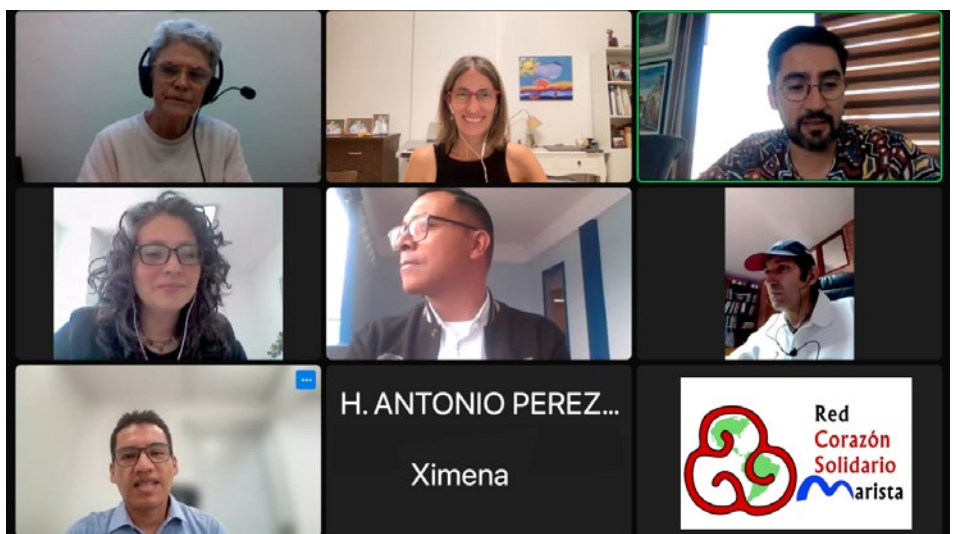 H. ANTONIO PEREZ...
Ximena
Red
Corazón
Solidario
Marista